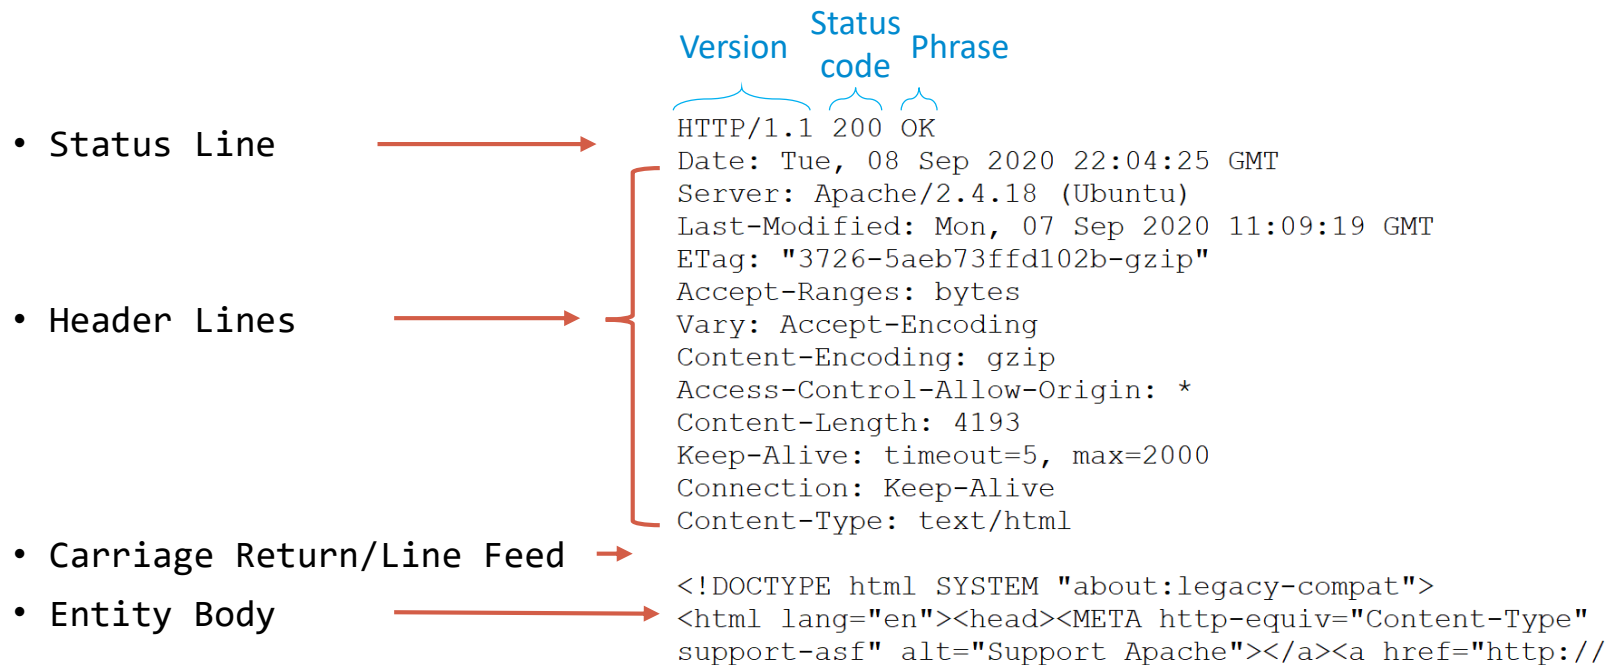 Version Status code Phrase
• Status Line
HTTP/1.1 200 OK
Date: Tue, 08 Sep 2020 22:04:25 GMT
Server: Apache/2.4.18 (Ubuntu)
Last-Modified: Mon, 07 Sep 2020 11:09:19 GMT
ETag: "3726-5aeb73ffd102b-gzip"
Accept-Ranges: bytes
• Header Lines
Vary: Accept-Encoding
Content-Encoding: gzip
Access-Control-Allow-Origin: *
Content-Length: 4193
Keep-Alive: timeout=5, max=2000
Connection: Keep-Alive
Content-Type: text/html
• Carriage Return/Line Feed
<!DOCTYPE html SYSTEM "about:legacy-compat">
• Entity Body
<html lang="en"><head><META http-equiv="Content-Type"
support-asf" alt="Support Apache"></a><a href="http://